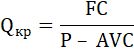 Qкр = FC / (P − AVC)